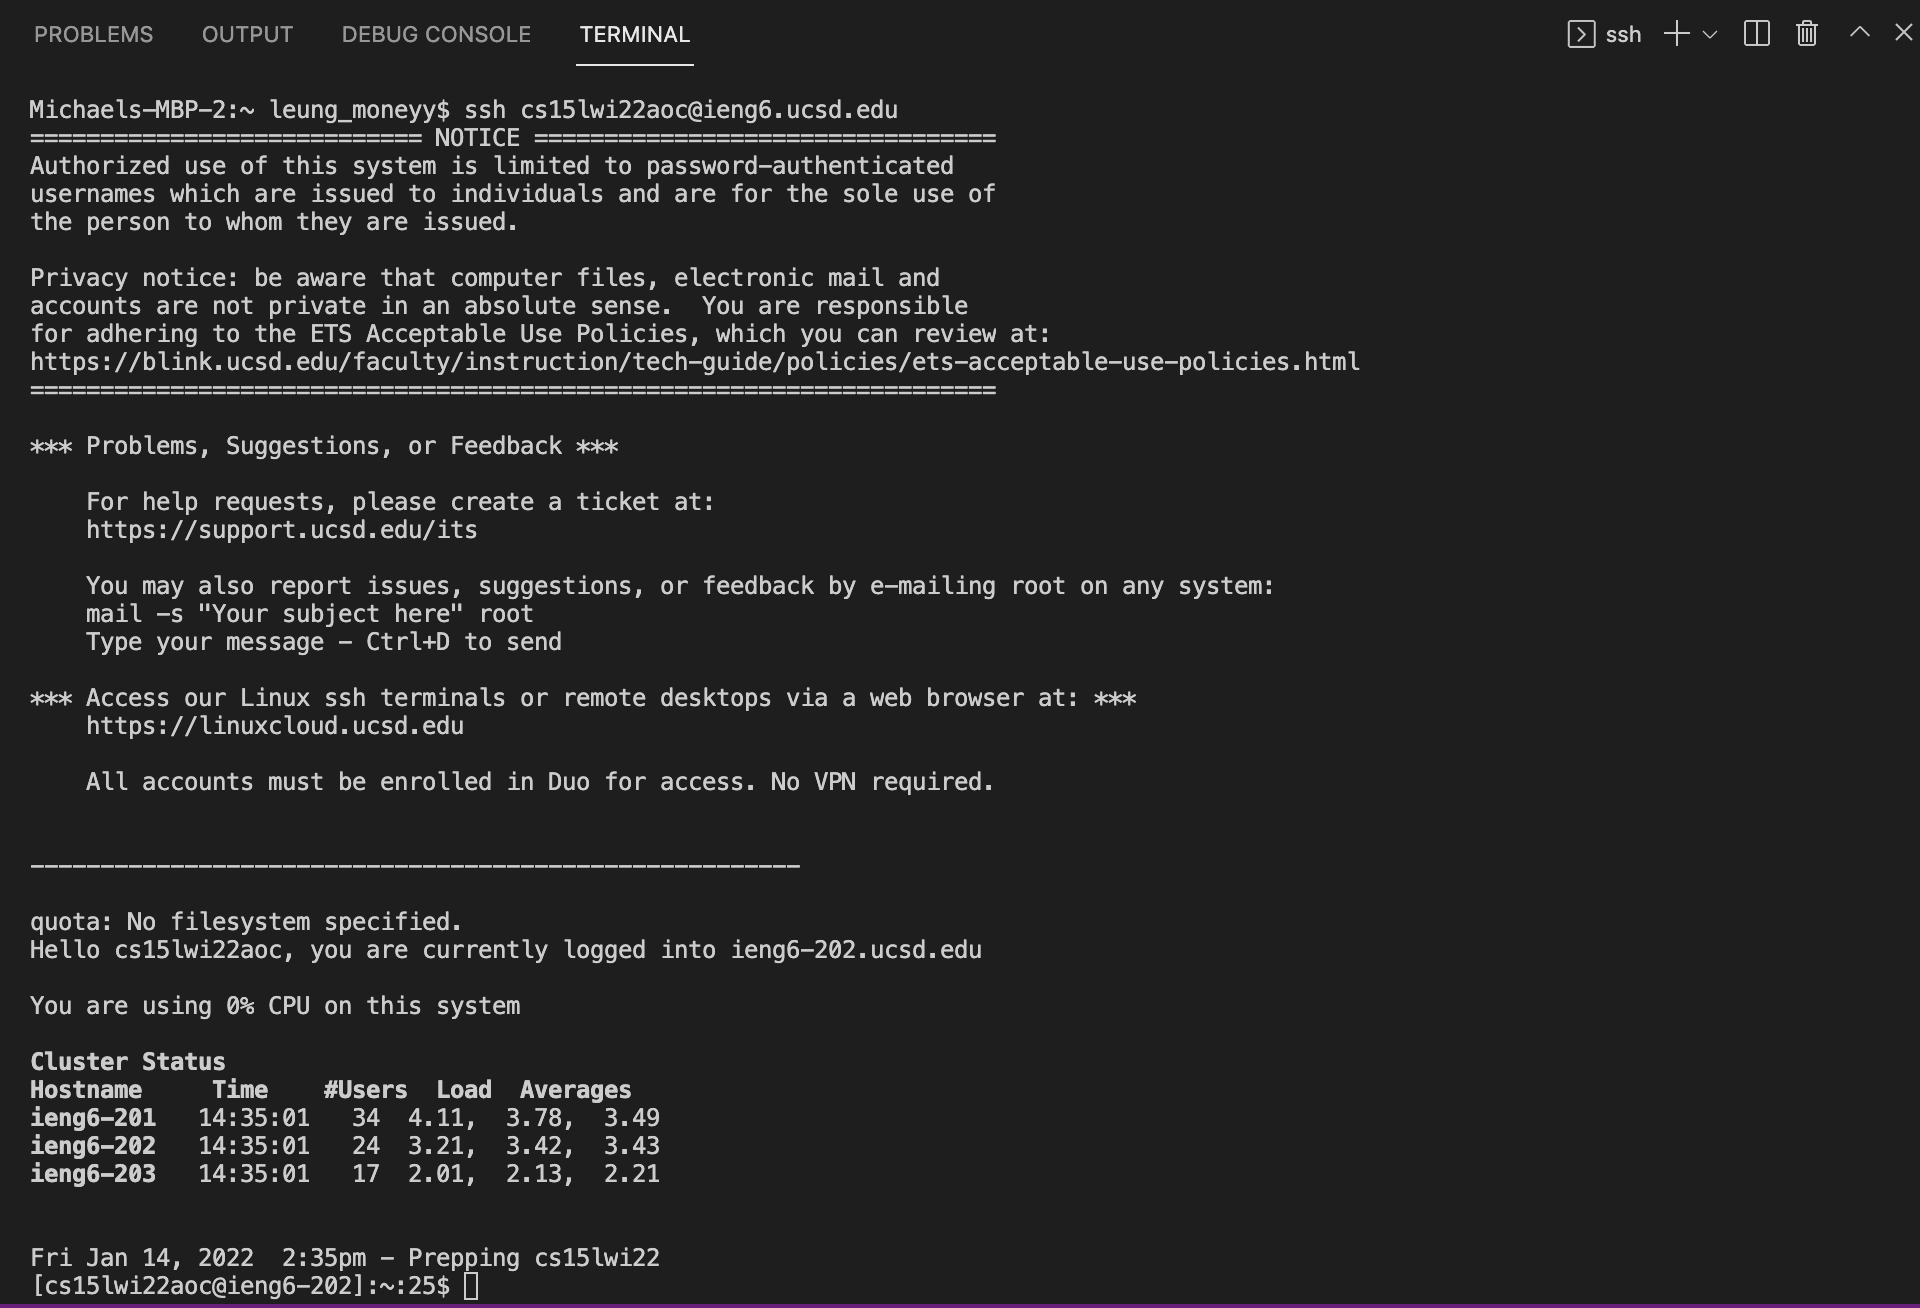 PROBLEMS OUTPUT DEBUG CONSOLE TERMINAL ssh
Michaels-MBP-2:~ leung_moneyy$ ssh cs15lwi22aoc@ieng6.ucsd.edu
============================ NOTICE =================================
Authorized use of this system is limited to password-authenticated
usernames which are issued to individuals and are for the sole use of
the person to whom they are issued.
Privacy notice: be aware that computer files, electronic mail and
accounts are not private in an absolute sense.  You are responsible
for adhering to the ETS Acceptable Use Policies, which you can review at:
https://blink.ucsd.edu/faculty/instruction/tech-guide/policies/ets-acceptable-use-policies.html
=====================================================================
*** Problems, Suggestions, or Feedback ***
    For help requests, please create a ticket at:
    https://support.ucsd.edu/its
    You may also report issues, suggestions, or feedback by e-mailing root on any system:
    mail -s "Your subject here" root
    Type your message - Ctrl+D to send
*** Access our Linux ssh terminals or remote desktops via a web browser at: ***
    https://linuxcloud.ucsd.edu
    All accounts must be enrolled in Duo for access. No VPN required.
-------------------------------------------------------
quota: No filesystem specified.
Hello cs15lwi22aoc, you are currently logged into ieng6-202.ucsd.edu
You are using 0% CPU on this system
Cluster Status
Hostname     Time    #Users  Load  Averages
ieng6-201   14:35:01   34  4.11,  3.78,  3.49
ieng6-202   14:35:01   24  3.21,  3.42,  3.43
ieng6-203   14:35:01   17  2.01,  2.13,  2.21
Fri Jan 14, 2022  2:35pm - Prepping cs15lwi22
[cs15lwi22aoc@ieng6-202]:~:25$